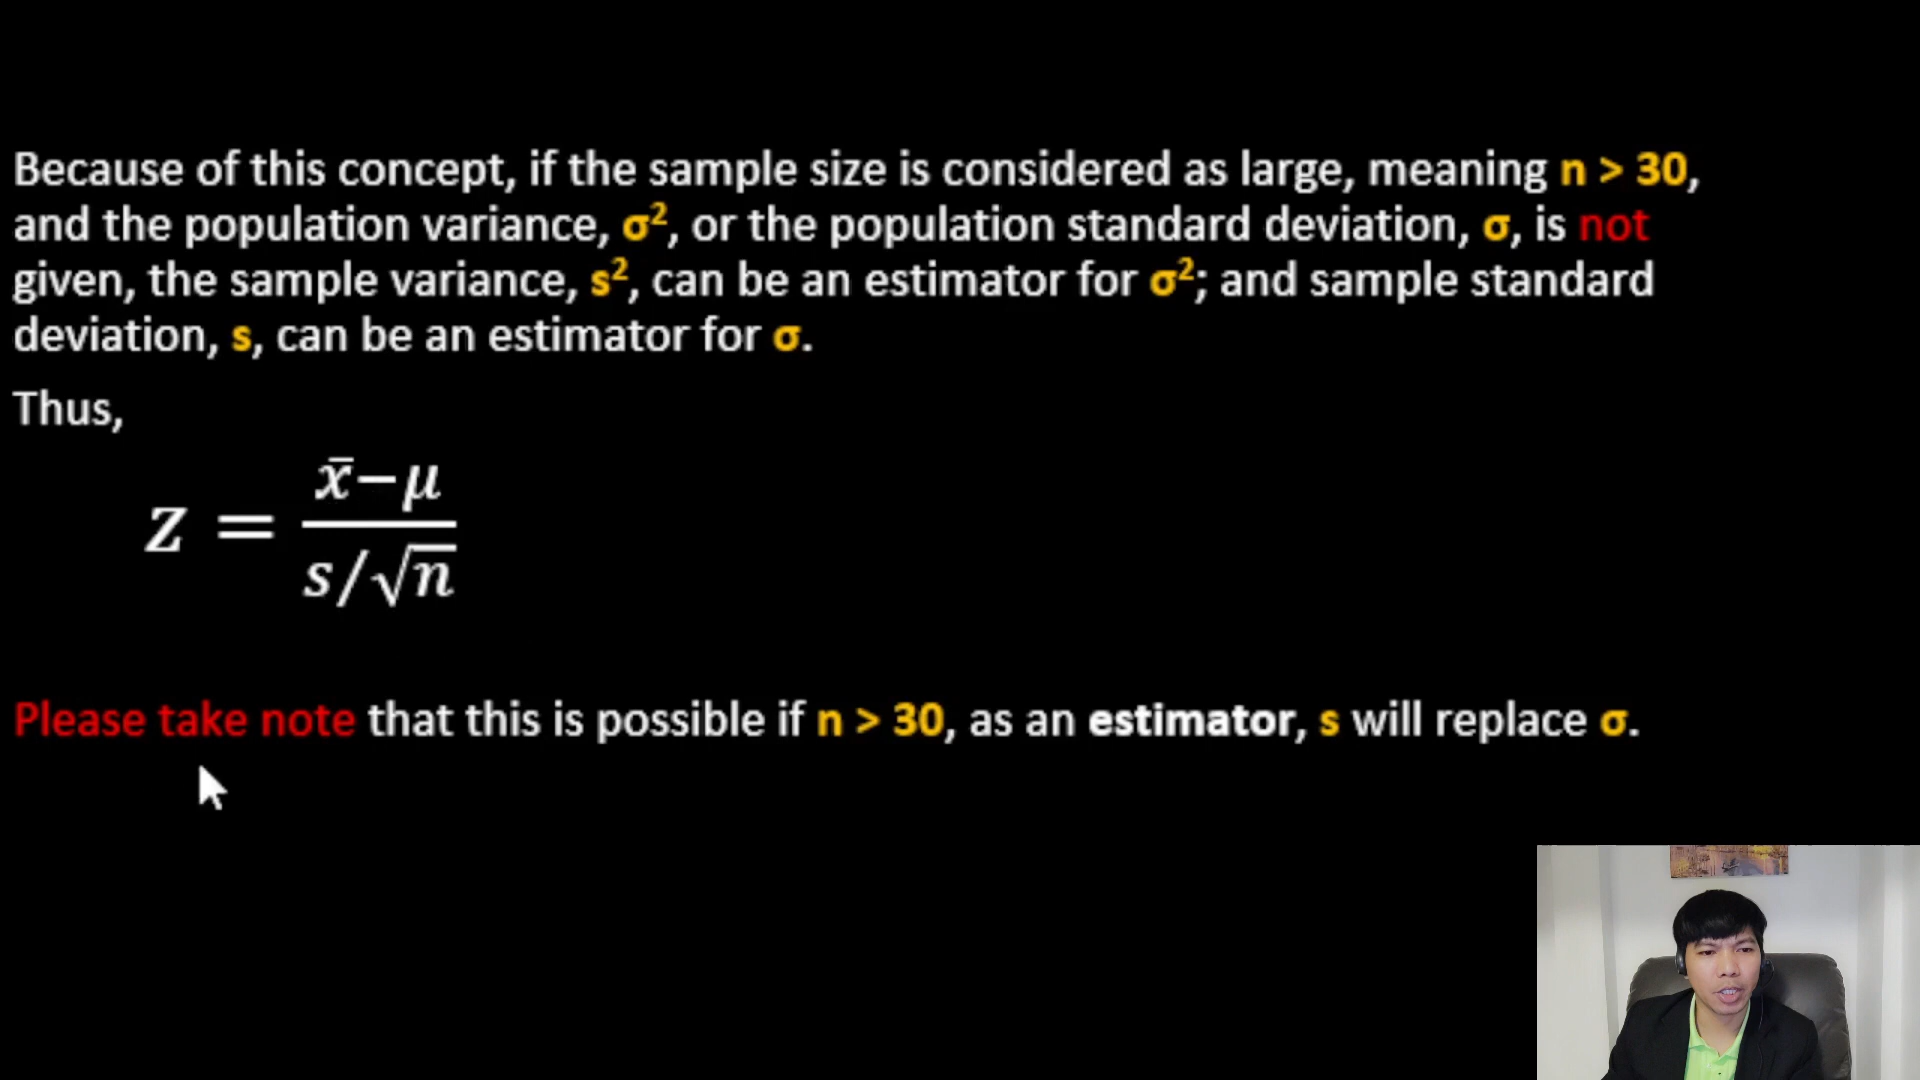 Because of this concept, if the sample size is considered as large, meaning n > 30,
and the population variance, σ², or the population standard deviation, σ, is not
given, the sample variance, s², can be an estimator for σ²; and sample standard
deviation, s, can be an estimator for σ.
Thus,
z = x̄−μ / s/√n
Please take note that this is possible if n > 30, as an estimator, s will replace σ.